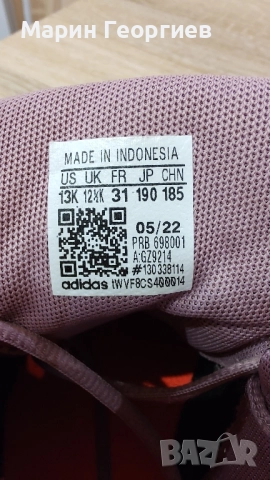 Марин Георгиев
MADE IN INDONESIA
US UK FR JP CHN
13K 12½K 31 190 185
05/22
PRB 698001
A:GZ9214
#130338114
adidas tWVF8CS400014
BAZAR